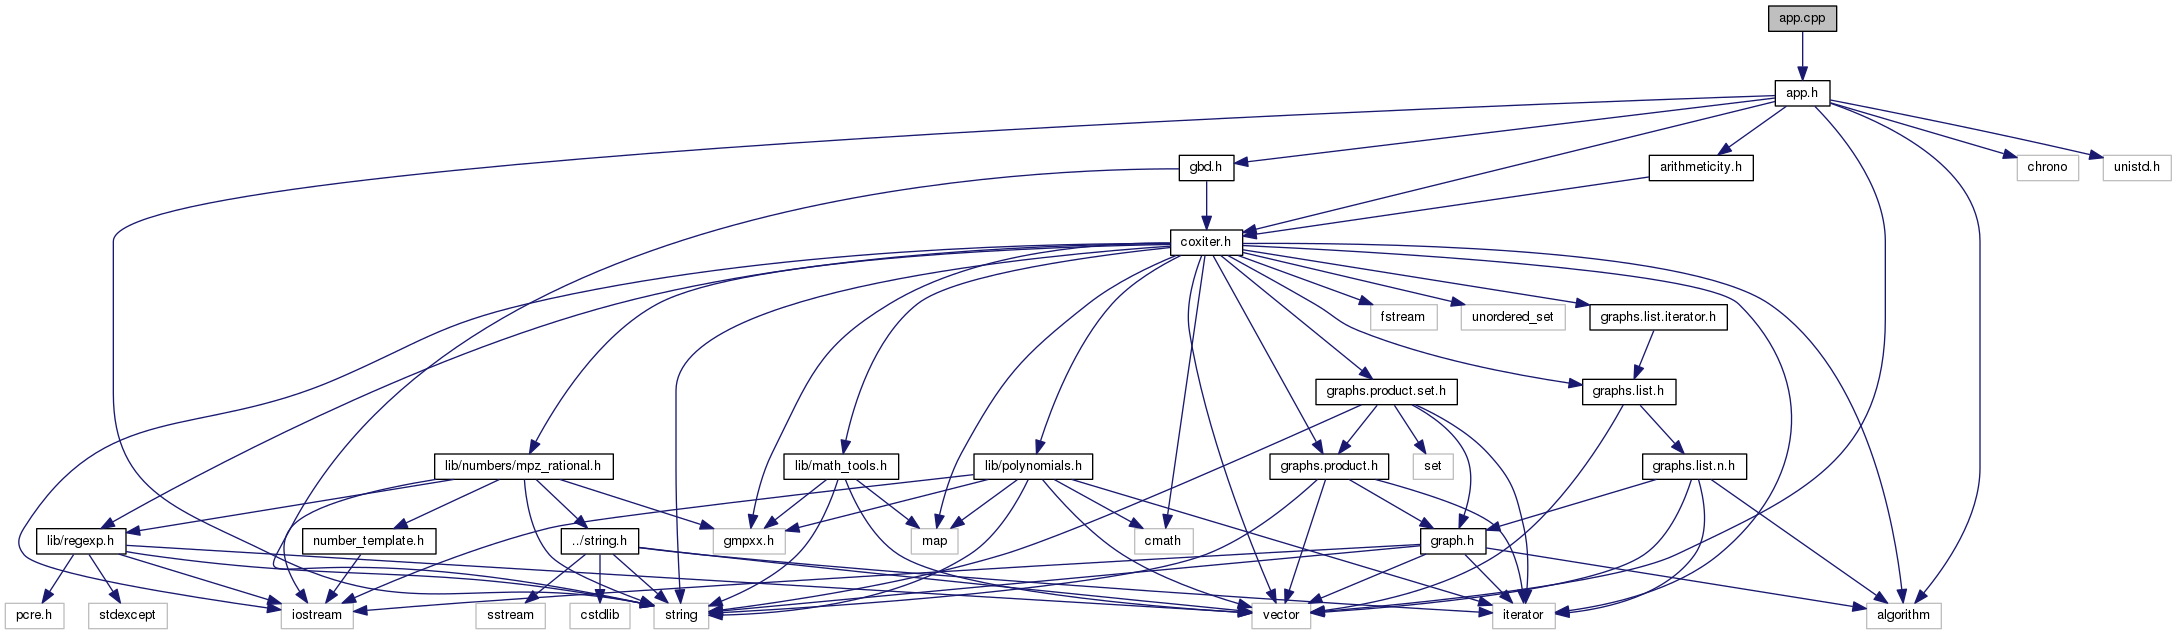 app.cpp
app.h
gbd.h
arithmeticity.h
chrono
unistd.h
coxiter.h
fstream
unordered_set
graphs.list.iterator.h
graphs.product.set.h
graphs.list.h
lib/numbers/mpz_rational.h
lib/math_tools.h
lib/polynomials.h
graphs.product.h
set
graphs.list.n.h
lib/regexp.h
number_template.h
../string.h
gmpxx.h
map
cmath
graph.h
pcre.h
stdexcept
iostream
sstream
cstdlib
string
vector
iterator
algorithm